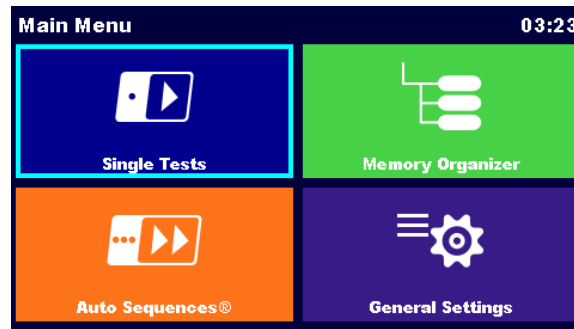 Main Menu 03:23
Single Tests
Memory Organizer
Auto Sequences®
General Settings